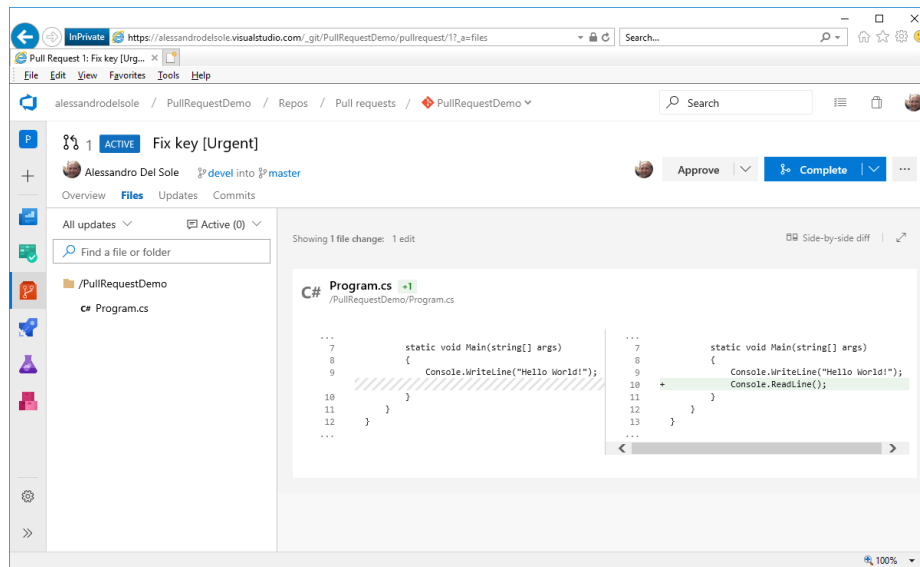 InPrivate https://alessandrodelsole.visualstudio.com/_git/PullRequestDemo/pullrequest/1?_a=files Search...
Pull Request 1: Fix key [Urg...
File Edit View Favorites Tools Help
alessandrodelsole / PullRequestDemo / Repos / Pull requests / PullRequestDemo Search
P 1 ACTIVE Fix key [Urgent]
Alessandro Del Sole devel into master Approve Complete ...
Overview Files Updates Commits
All updates Active (0)
Showing 1 file change: 1 edit Side-by-side diff
Find a file or folder
/PullRequestDemo
C# Program.cs
C# Program.cs +1
/PullRequestDemo/Program.cs
... ...
7 static void Main(string[] args) 7 static void Main(string[] args)
8 { 8 {
9 Console.WriteLine("Hello World!"); 9 Console.WriteLine("Hello World!");
10 + Console.ReadLine();
10 } 11 }
11 } 12 }
12 } 13 }
... ...
100%